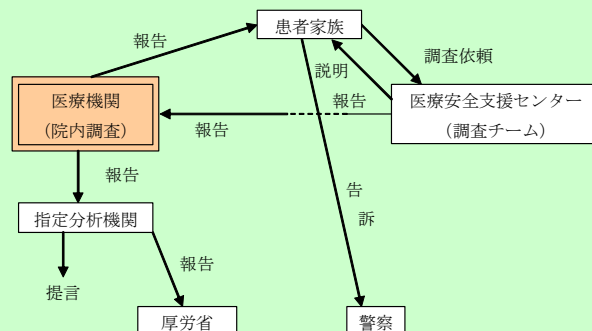 患者家族
報告
調査依頼
説明
医療機関
(院内調査)
報告
報告
医療安全支援センター
(調査チーム)
報告
告
訴
指定分析機関
報告
提言
厚労省
警察